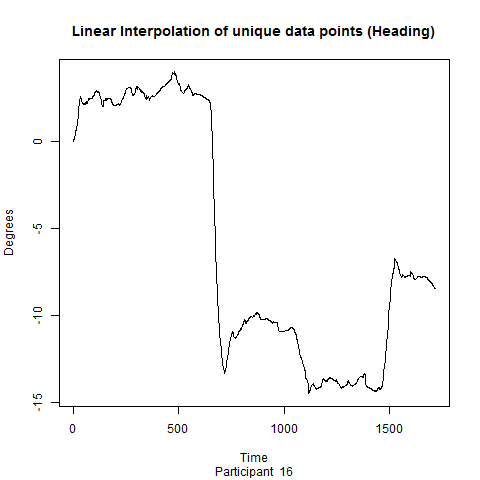 Linear Interpolation of unique data points (Heading)
0
-5
-10
-15
Degrees
0 500 1000 1500
Time
Participant 16